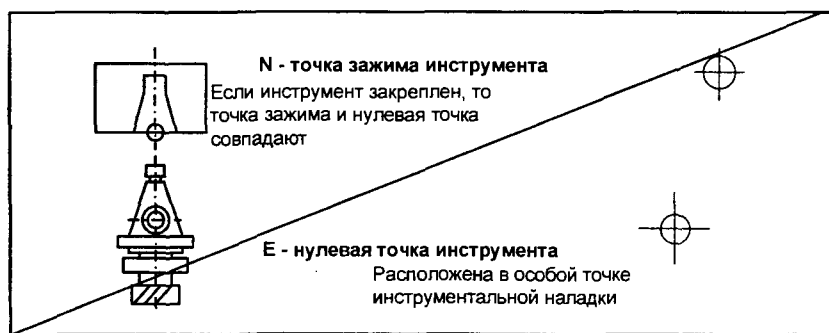 N - точка зажима инструмента
Если инструмент закреплен, то
точка зажима и нулевая точка
совпадают
E - нулевая точка инструмента
Расположена в особой точке
инструментальной наладки